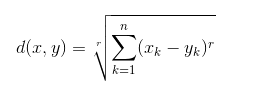 d(x, y) = \sqrt[r]{\sum_{k=1}^{n} (x_k - y_k)^r}